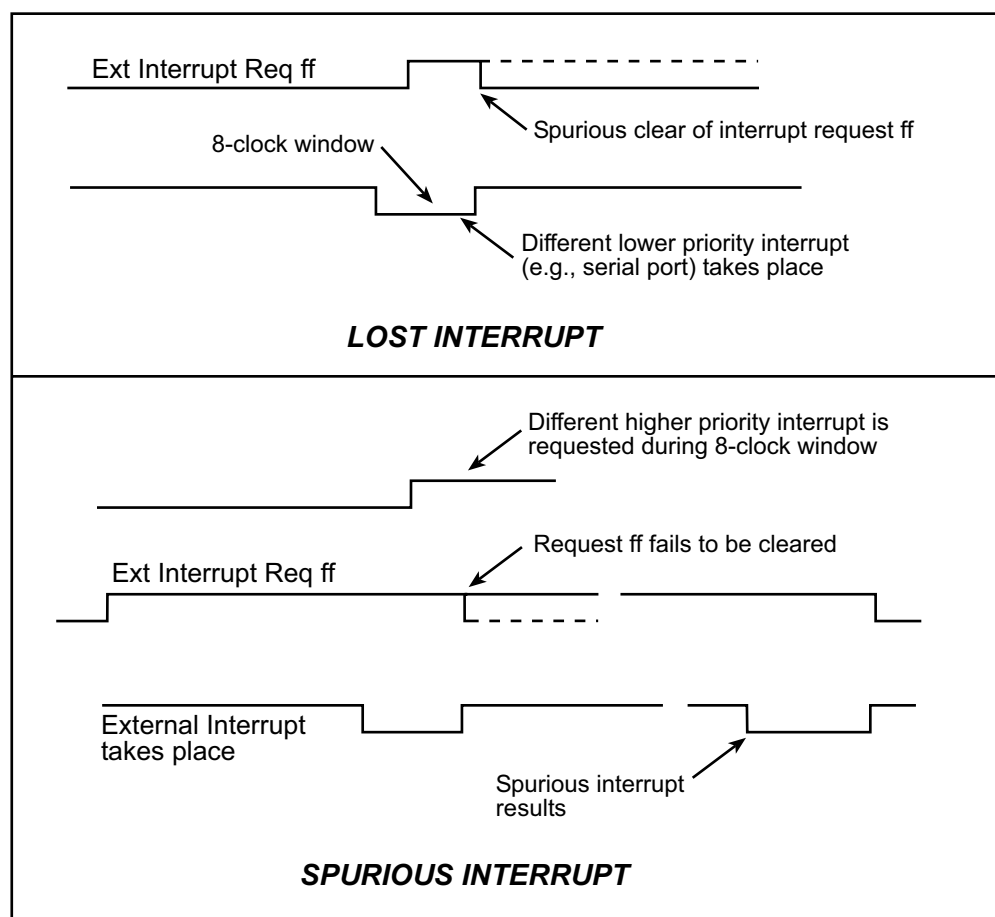 Ext Interrupt Req ff
Spurious clear of interrupt request ff
8-clock window
Different lower priority interrupt
(e.g., serial port) takes place
LOST INTERRUPT
Different higher priority interrupt is
requested during 8-clock window
Request ff fails to be cleared
Ext Interrupt Req ff
External Interrupt
takes place
Spurious interrupt
results
SPURIOUS INTERRUPT